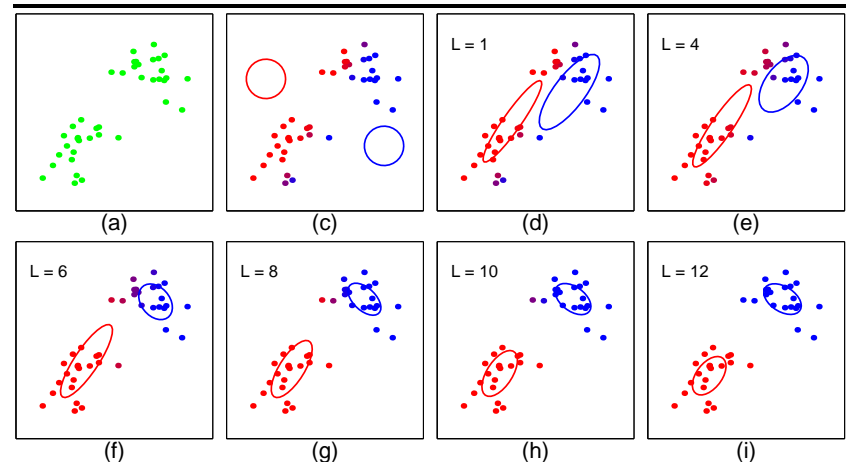 L = 1
L = 4
(a)
(c)
(d)
(e)
L = 6
L = 8
L = 10
L = 12
(f)
(g)
(h)
(i)